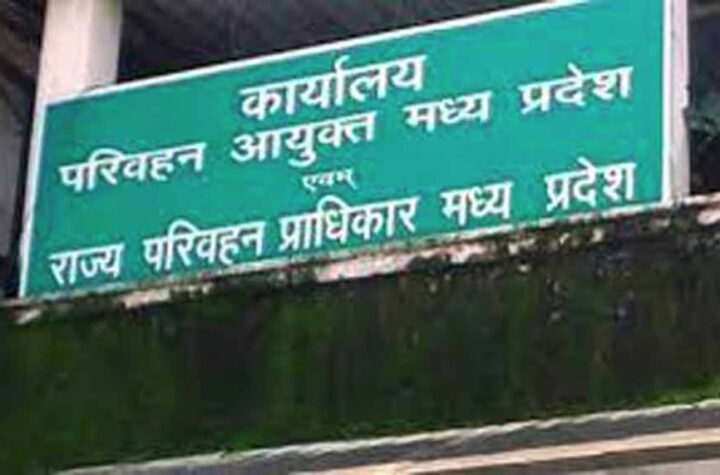 कार्यालय
परिवहन आयुक्त मध्य प्रदेश
एवम्
राज्य परिवहन प्राधिकार मध्य प्रदेश